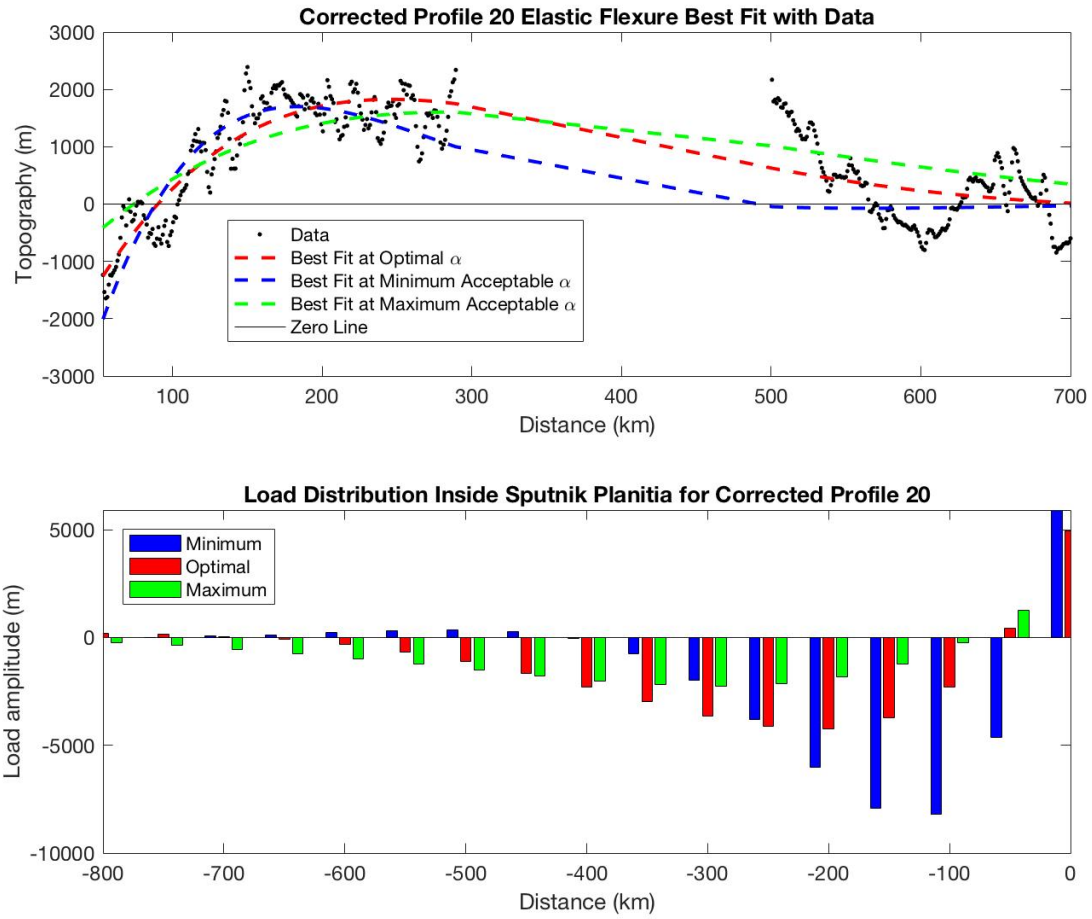 Corrected Profile 20 Elastic Flexure Best Fit with Data
3000
2000
1000
0
-1000
-2000
-3000
Topography (m)
Data
Best Fit at Optimal α
Best Fit at Minimum Acceptable α
Best Fit at Maximum Acceptable α
Zero Line
100 200 300 400 500 600 700
Distance (km)
Load Distribution Inside Sputnik Planitia for Corrected Profile 20
5000
0
-5000
-10000
Load amplitude (m)
Minimum
Optimal
Maximum
-800 -700 -600 -500 -400 -300 -200 -100 0
Distance (km)